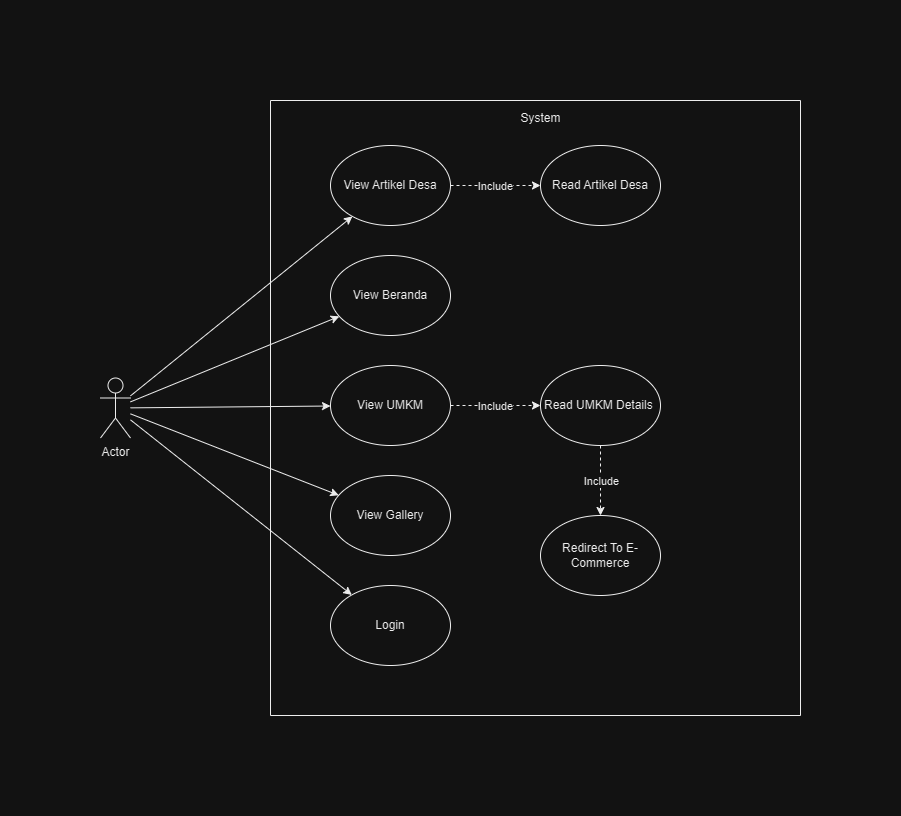 System
View Artikel Desa
Include
Read Artikel Desa
View Beranda
Actor
View UMKM
Include
Read UMKM Details
Include
View Gallery
Redirect To E-
Commerce
Login